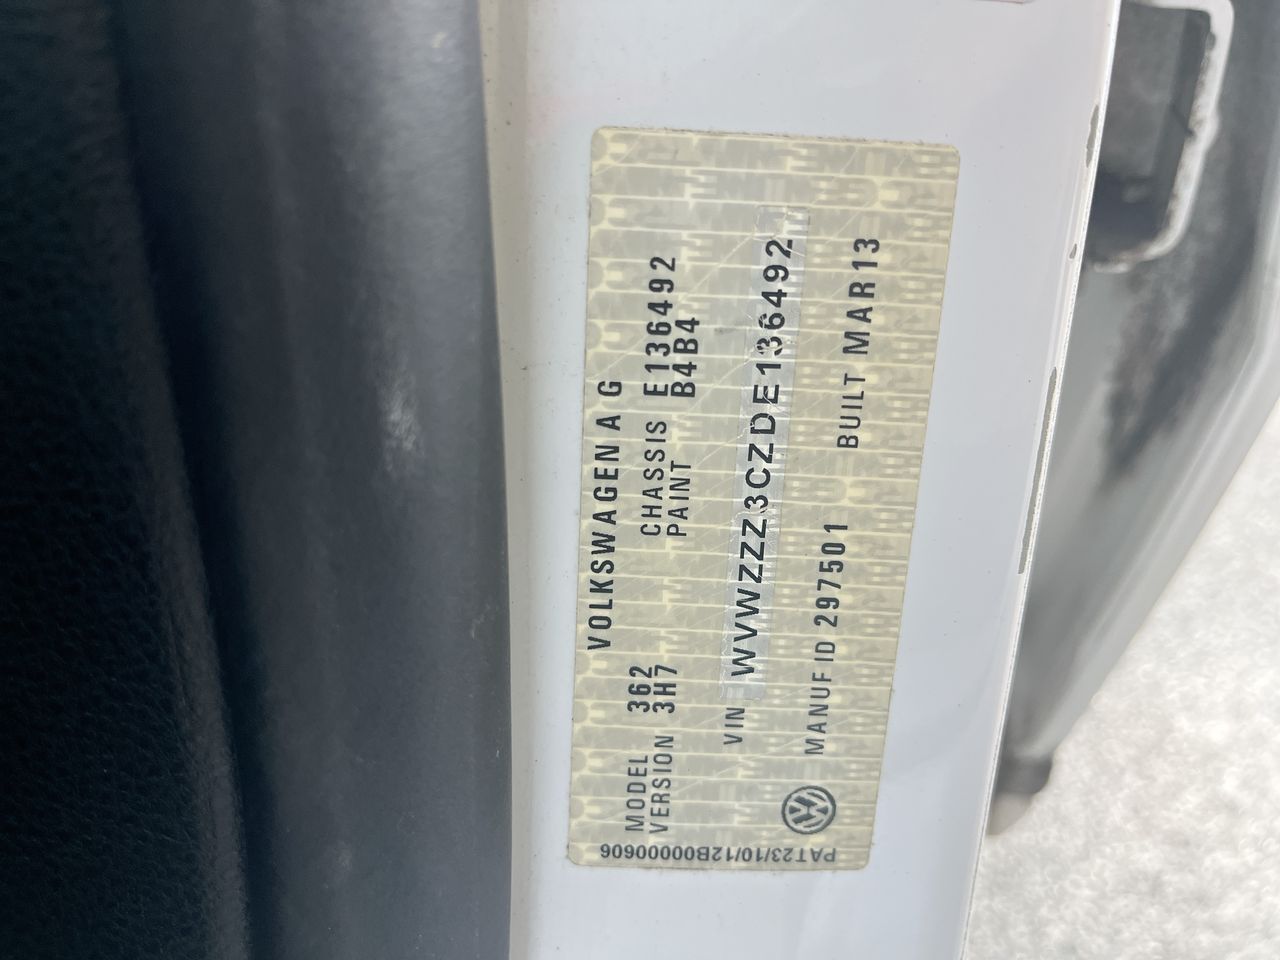 VOLKSWAGEN A G
MODEL 362 CHASSIS E136492
VERSION 3H7 PAINT B4B4
VIN WVWZZZ3CZDE136492
MANUF ID 297501 BUILT MAR13
PAT23/10/12B00000606